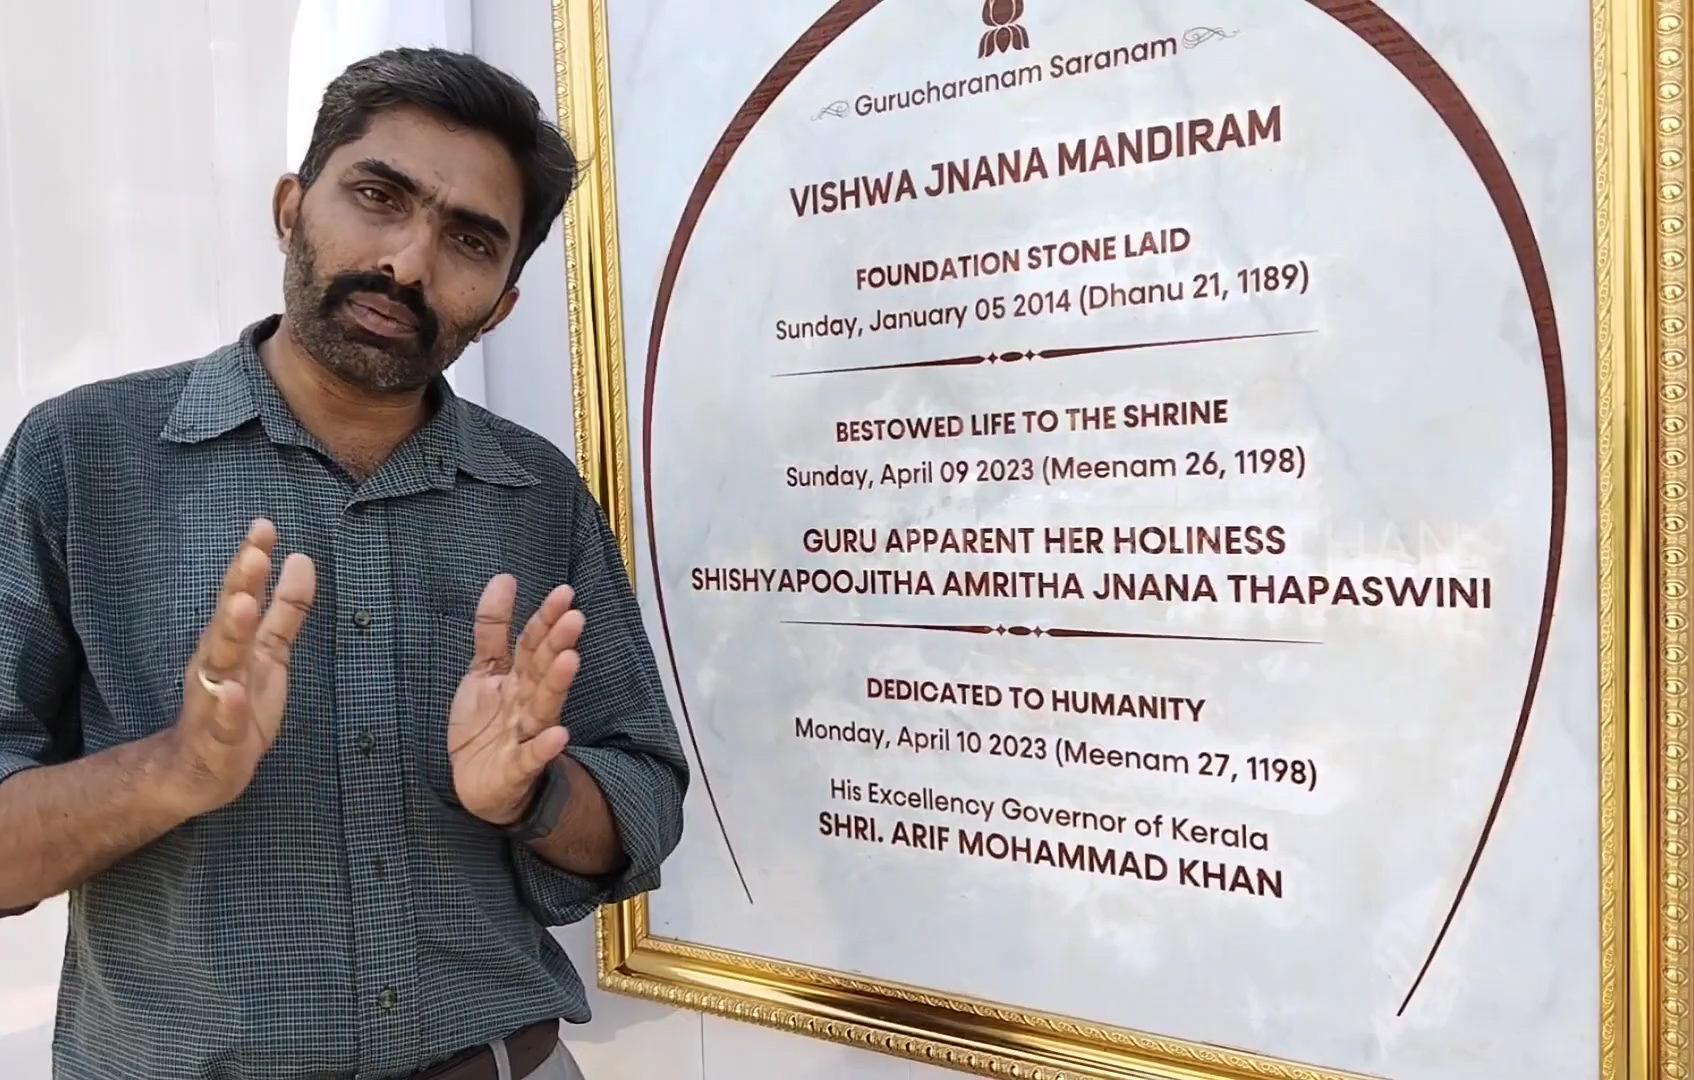 Gurucharanam Saranam
VISHWA JNANA MANDIRAM
FOUNDATION STONE LAID
Sunday, January 05 2014 (Dhanu 21, 1189)
BESTOWED LIFE TO THE SHRINE
Sunday, April 09 2023 (Meenam 26, 1198)
GURU APPARENT HER HOLINESS
SHISHYAPOOJITHA AMRITHA JNANA THAPASWINI
DEDICATED TO HUMANITY
Monday, April 10 2023 (Meenam 27, 1198)
His Excellency Governor of Kerala
SHRI. ARIF MOHAMMAD KHAN